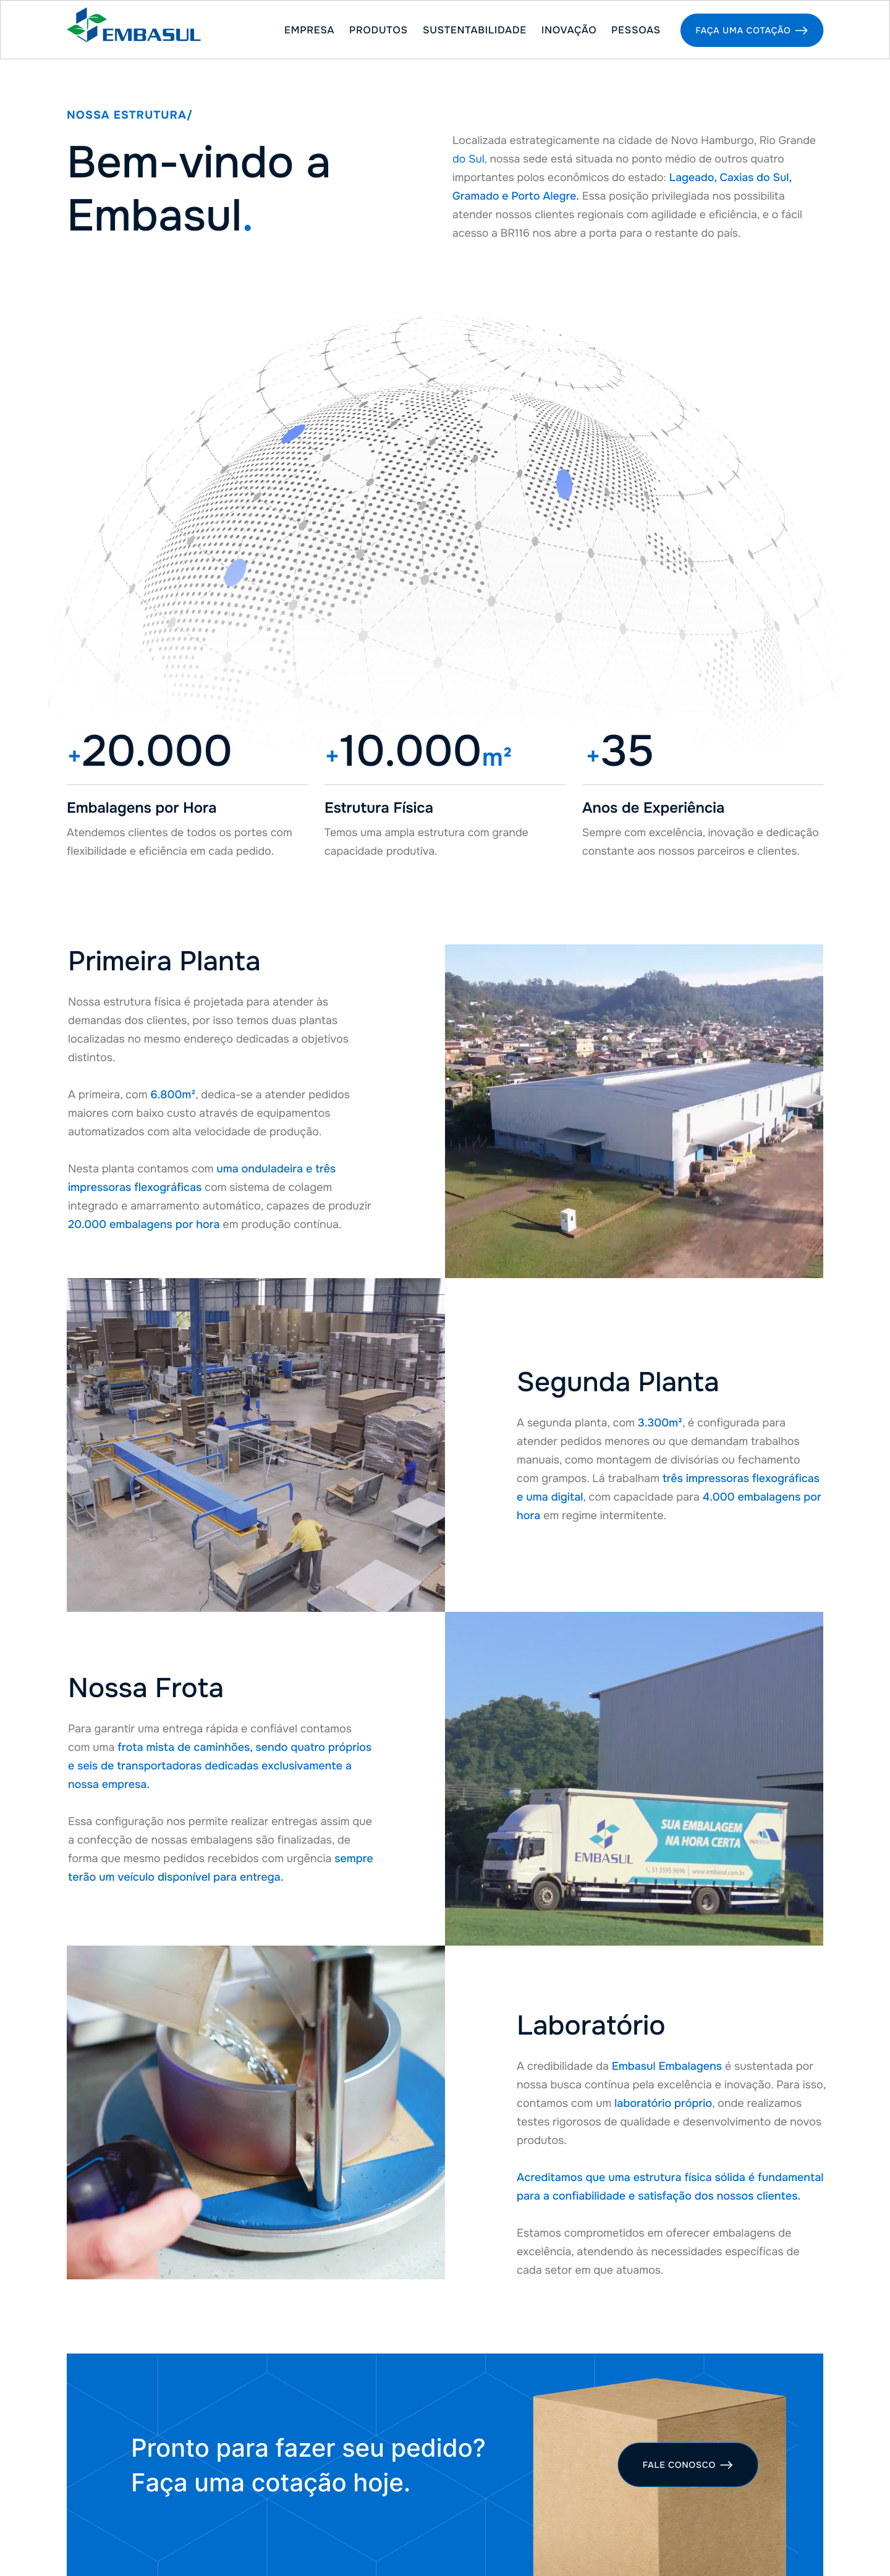 EMBASUL
EMPRESA
PRODUTOS
SUSTENTABILIDADE
INOVAÇÃO
PESSOAS
FAÇA UMA COTAÇÃO
NOSSA ESTRUTURA/
Bem-vindo a
Embasul.
Localizada estrategicamente na cidade de Novo Hamburgo, Rio Grande
do Sul, nossa sede está situada no ponto médio de outros quatro
importantes polos econômicos do estado: Lageado, Caxias do Sul,
Gramado e Porto Alegre. Essa posição privilegiada nos possibilita
atender nossos clientes regionais com agilidade e eficiência, e o fácil
acesso a BR116 nos abre a porta para o restante do país.
+20.000
Embalagens por Hora
Atendemos clientes de todos os portes com
flexibilidade e eficiência em cada pedido.
+10.000m²
Estrutura Física
Temos uma ampla estrutura com grande
capacidade produtiva.
+35
Anos de Experiência
Sempre com excelência, inovação e dedicação
constante aos nossos parceiros e clientes.
Primeira Planta
Nossa estrutura física é projetada para atender às
demandas dos clientes, por isso temos duas plantas
localizadas no mesmo endereço dedicadas a objetivos
distintos.
A primeira, com 6.800m², dedica-se a atender pedidos
maiores com baixo custo através de equipamentos
automatizados com alta velocidade de produção.
Nesta planta contamos com uma onduladeira e três
impressoras flexográficas com sistema de colagem
integrado e amarramento automático, capazes de produzir
20.000 embalagens por hora em produção contínua.
Segunda Planta
A segunda planta, com 3.300m², é configurada para
atender pedidos menores ou que demandam trabalhos
manuais, como montagem de divisórias ou fechamento
com grampos. Lá trabalham três impressoras flexográficas
e uma digital, com capacidade para 4.000 embalagens por
hora em regime intermitente.
Nossa Frota
Para garantir uma entrega rápida e confiável contamos
com uma frota mista de caminhões, sendo quatro próprios
e seis de transportadoras dedicadas exclusivamente a
nossa empresa.
Essa configuração nos permite realizar entregas assim que
a confecção de nossas embalagens são finalizadas, de
forma que mesmo pedidos recebidos com urgência sempre
terão um veículo disponível para entrega.
SUA EMBALAGEM
NA HORA CERTA
EMBASUL
51 3595.9696
www.embasul.com.br
Laboratório
A credibilidade da Embasul Embalagens é sustentada por
nossa busca contínua pela excelência e inovação. Para isso,
contamos com um laboratório próprio, onde realizamos
testes rigorosos de qualidade e desenvolvimento de novos
produtos.
Acreditamos que uma estrutura física sólida é fundamental
para a confiabilidade e satisfação dos nossos clientes.
Estamos comprometidos em oferecer embalagens de
excelência, atendendo às necessidades específicas de
cada setor em que atuamos.
Pronto para fazer seu pedido?
Faça uma cotação hoje.
FALE CONOSCO